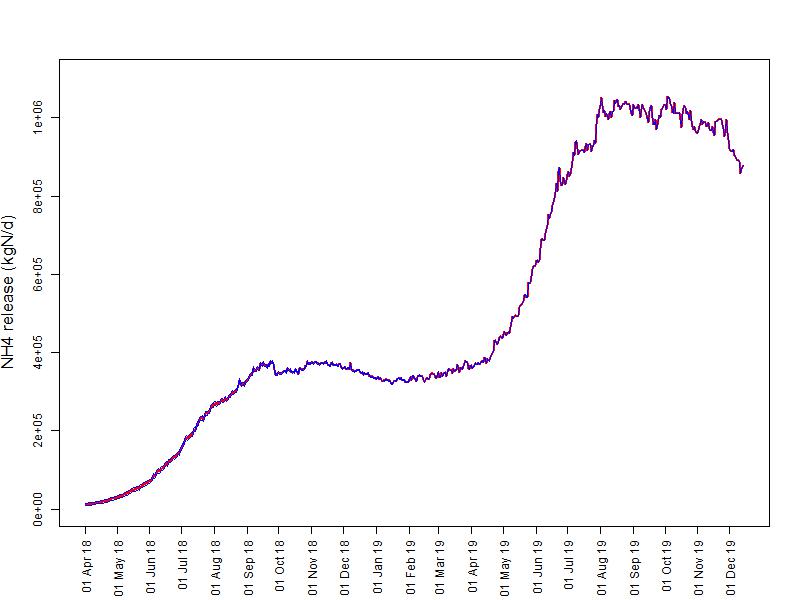 NH4 release (kgN/d)
1e+06
8e+05
6e+05
4e+05
2e+05
0e+00
01 Apr 18
01 May 18
01 Jun 18
01 Jul 18
01 Aug 18
01 Sep 18
01 Oct 18
01 Nov 18
01 Dec 18
01 Jan 19
01 Feb 19
01 Mar 19
01 Apr 19
01 May 19
01 Jun 19
01 Jul 19
01 Aug 19
01 Sep 19
01 Oct 19
01 Nov 19
01 Dec 19